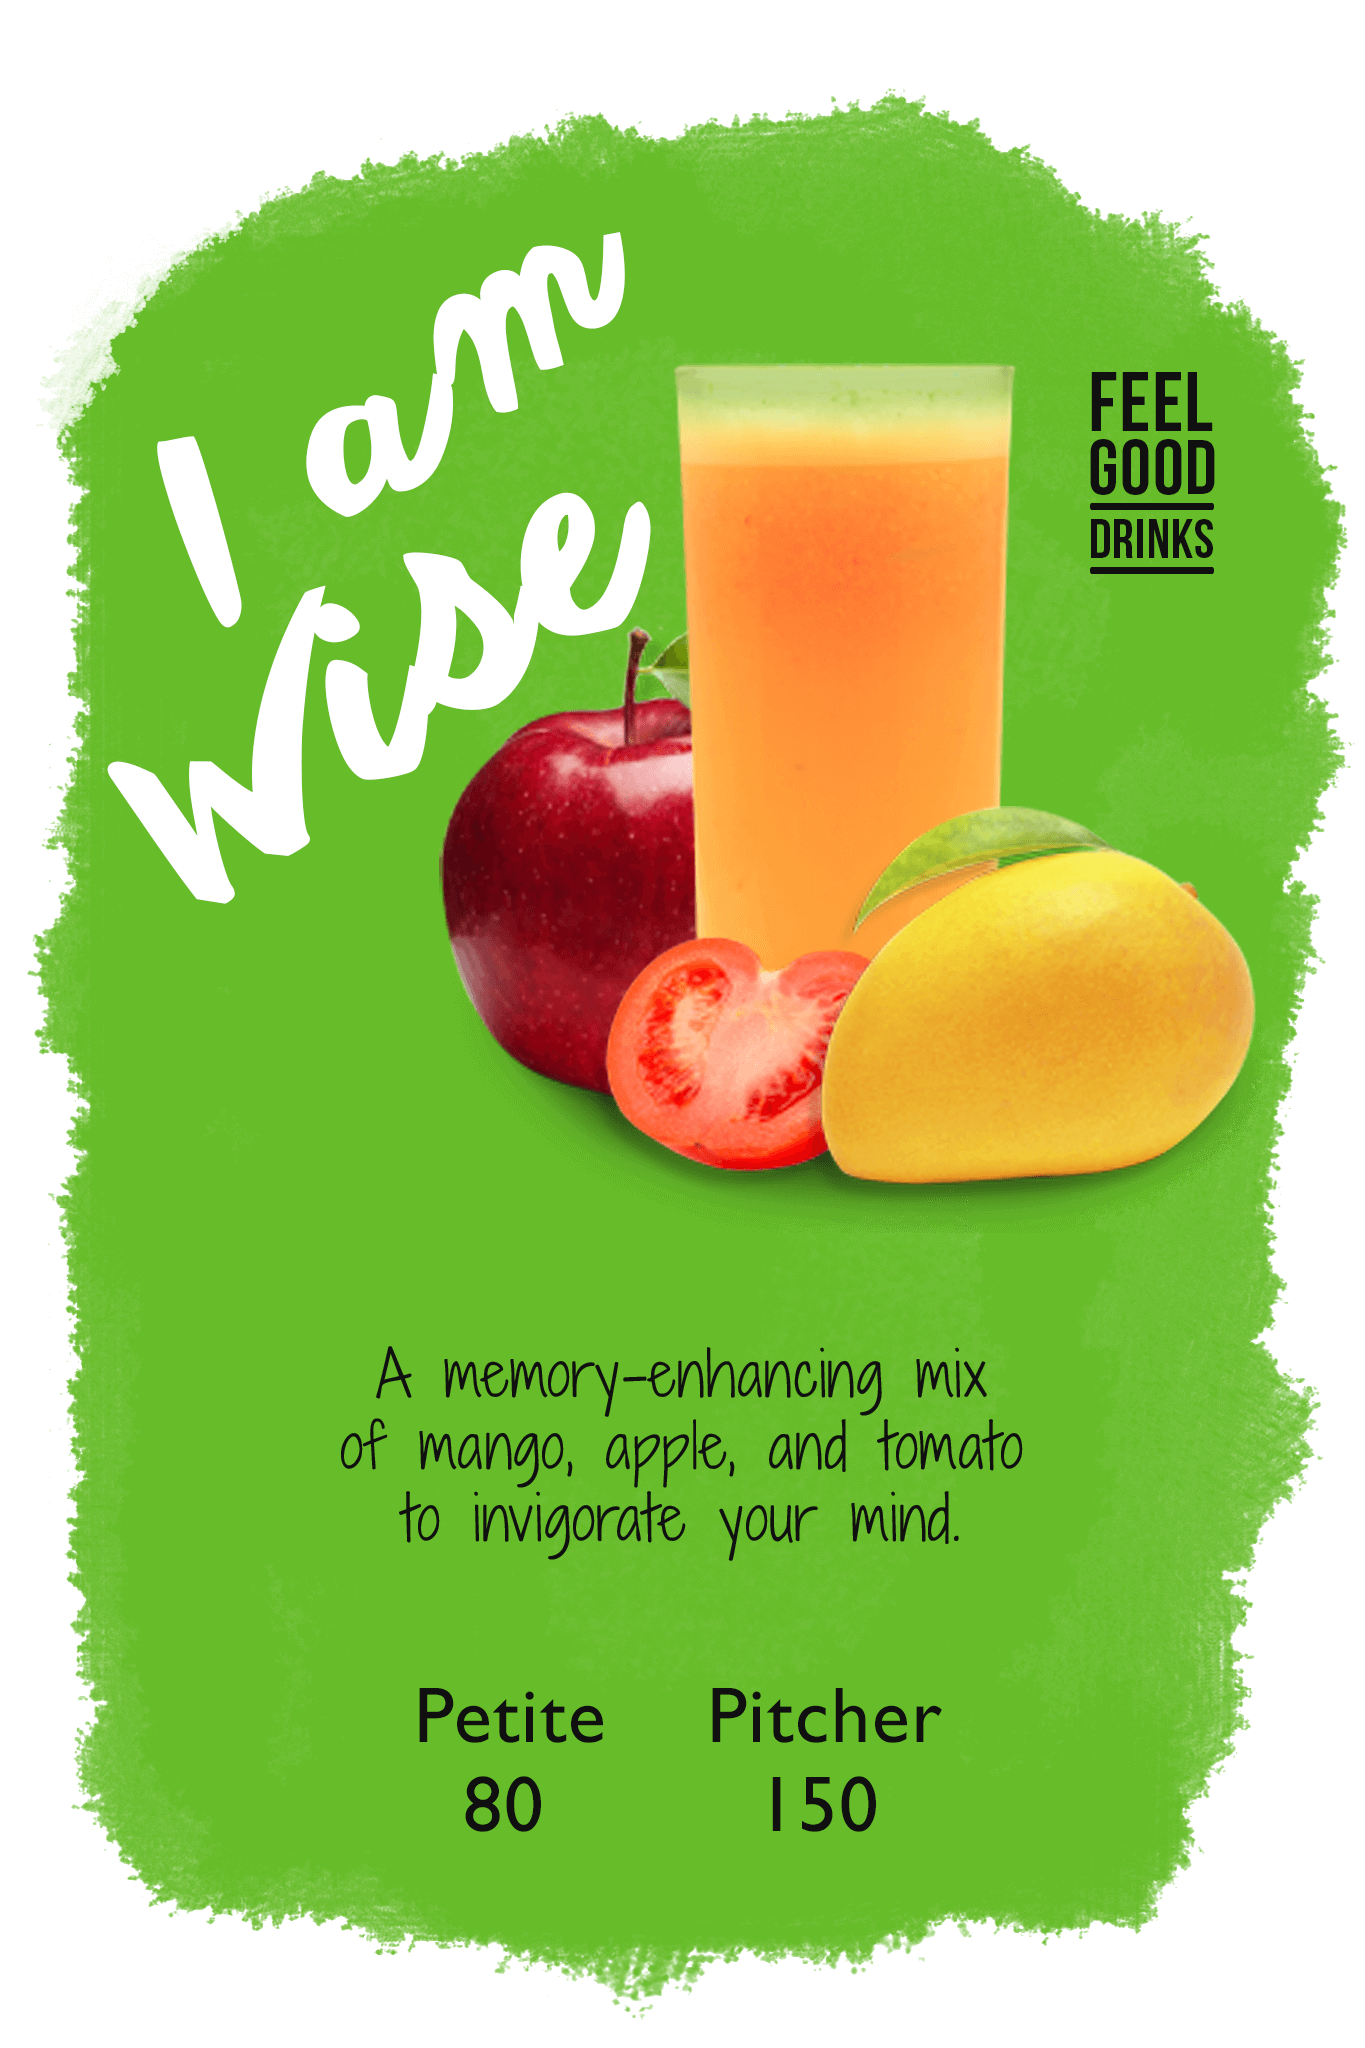 I am
wise
FEEL
GOOD
DRINKS
A memory-enhancing mix
of mango, apple, and tomato
to invigorate your mind.
Petite Pitcher
80 150